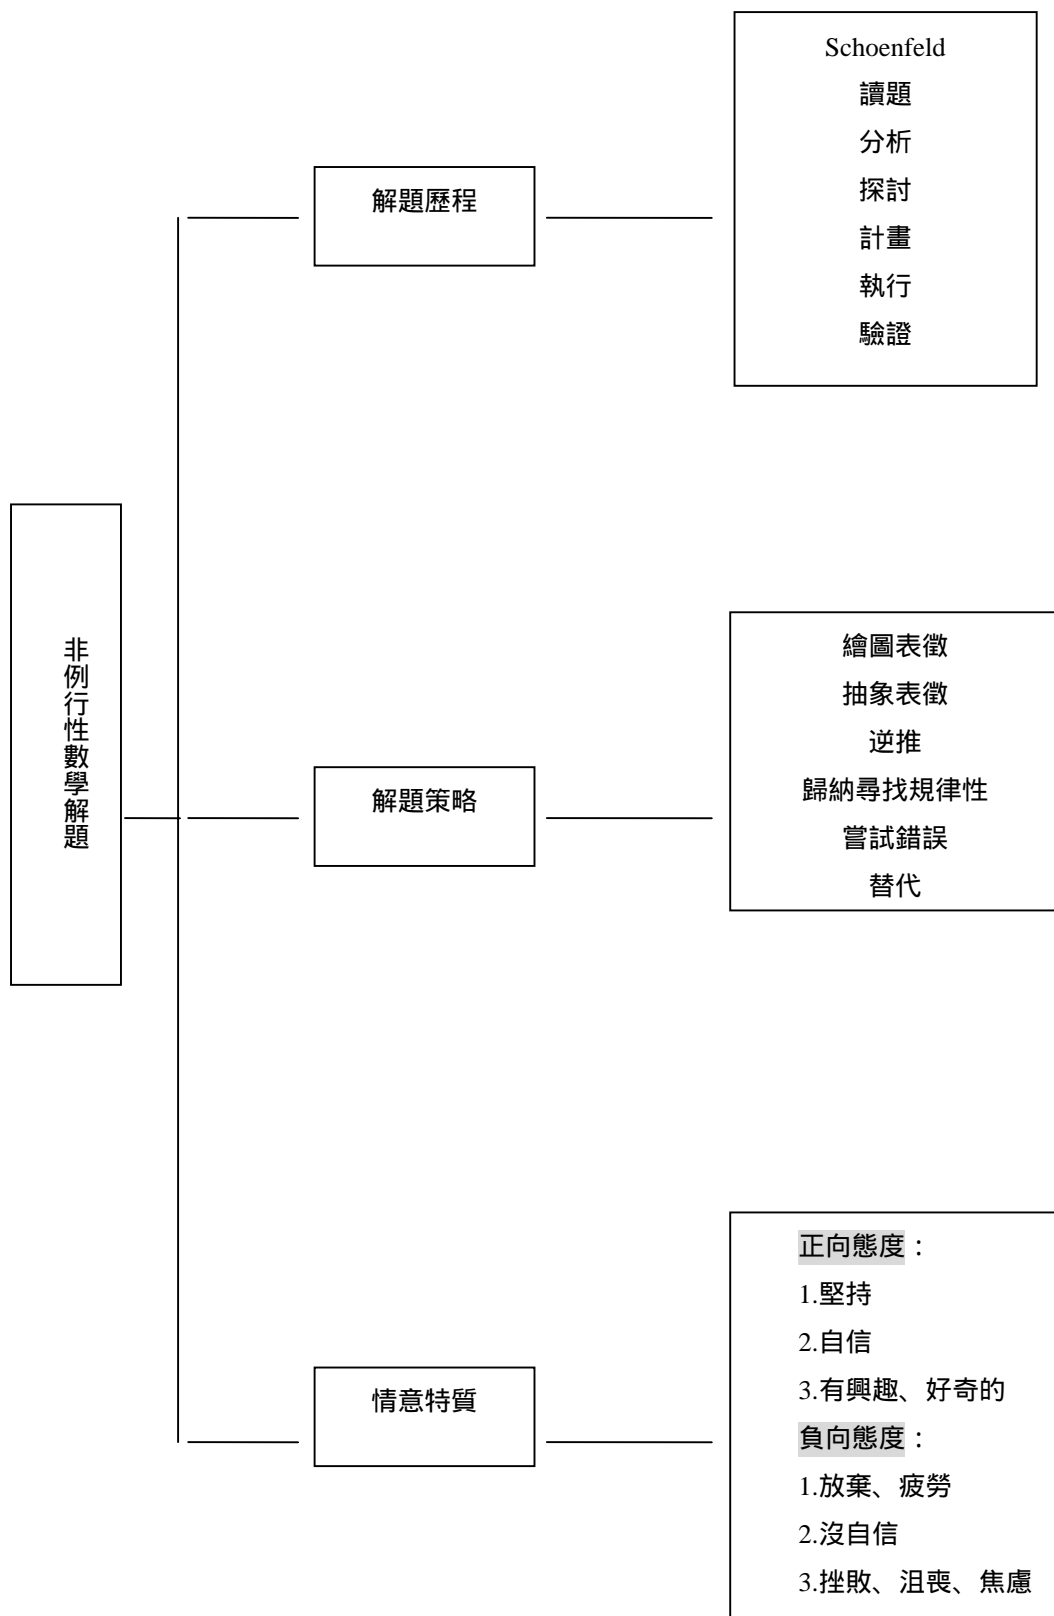 非例行性數學解題
解題歷程
Schoenfeld
讀題
分析
探討
計畫
執行
驗證
解題策略
繪圖表徵
抽象表徵
逆推
歸納尋找規律性
嘗試錯誤
替代
情意特質
正向態度：
1.堅持
2.自信
3.有興趣、好奇的
負向態度：
1.放棄、疲勞
2.沒自信
3.挫敗、沮喪、焦慮